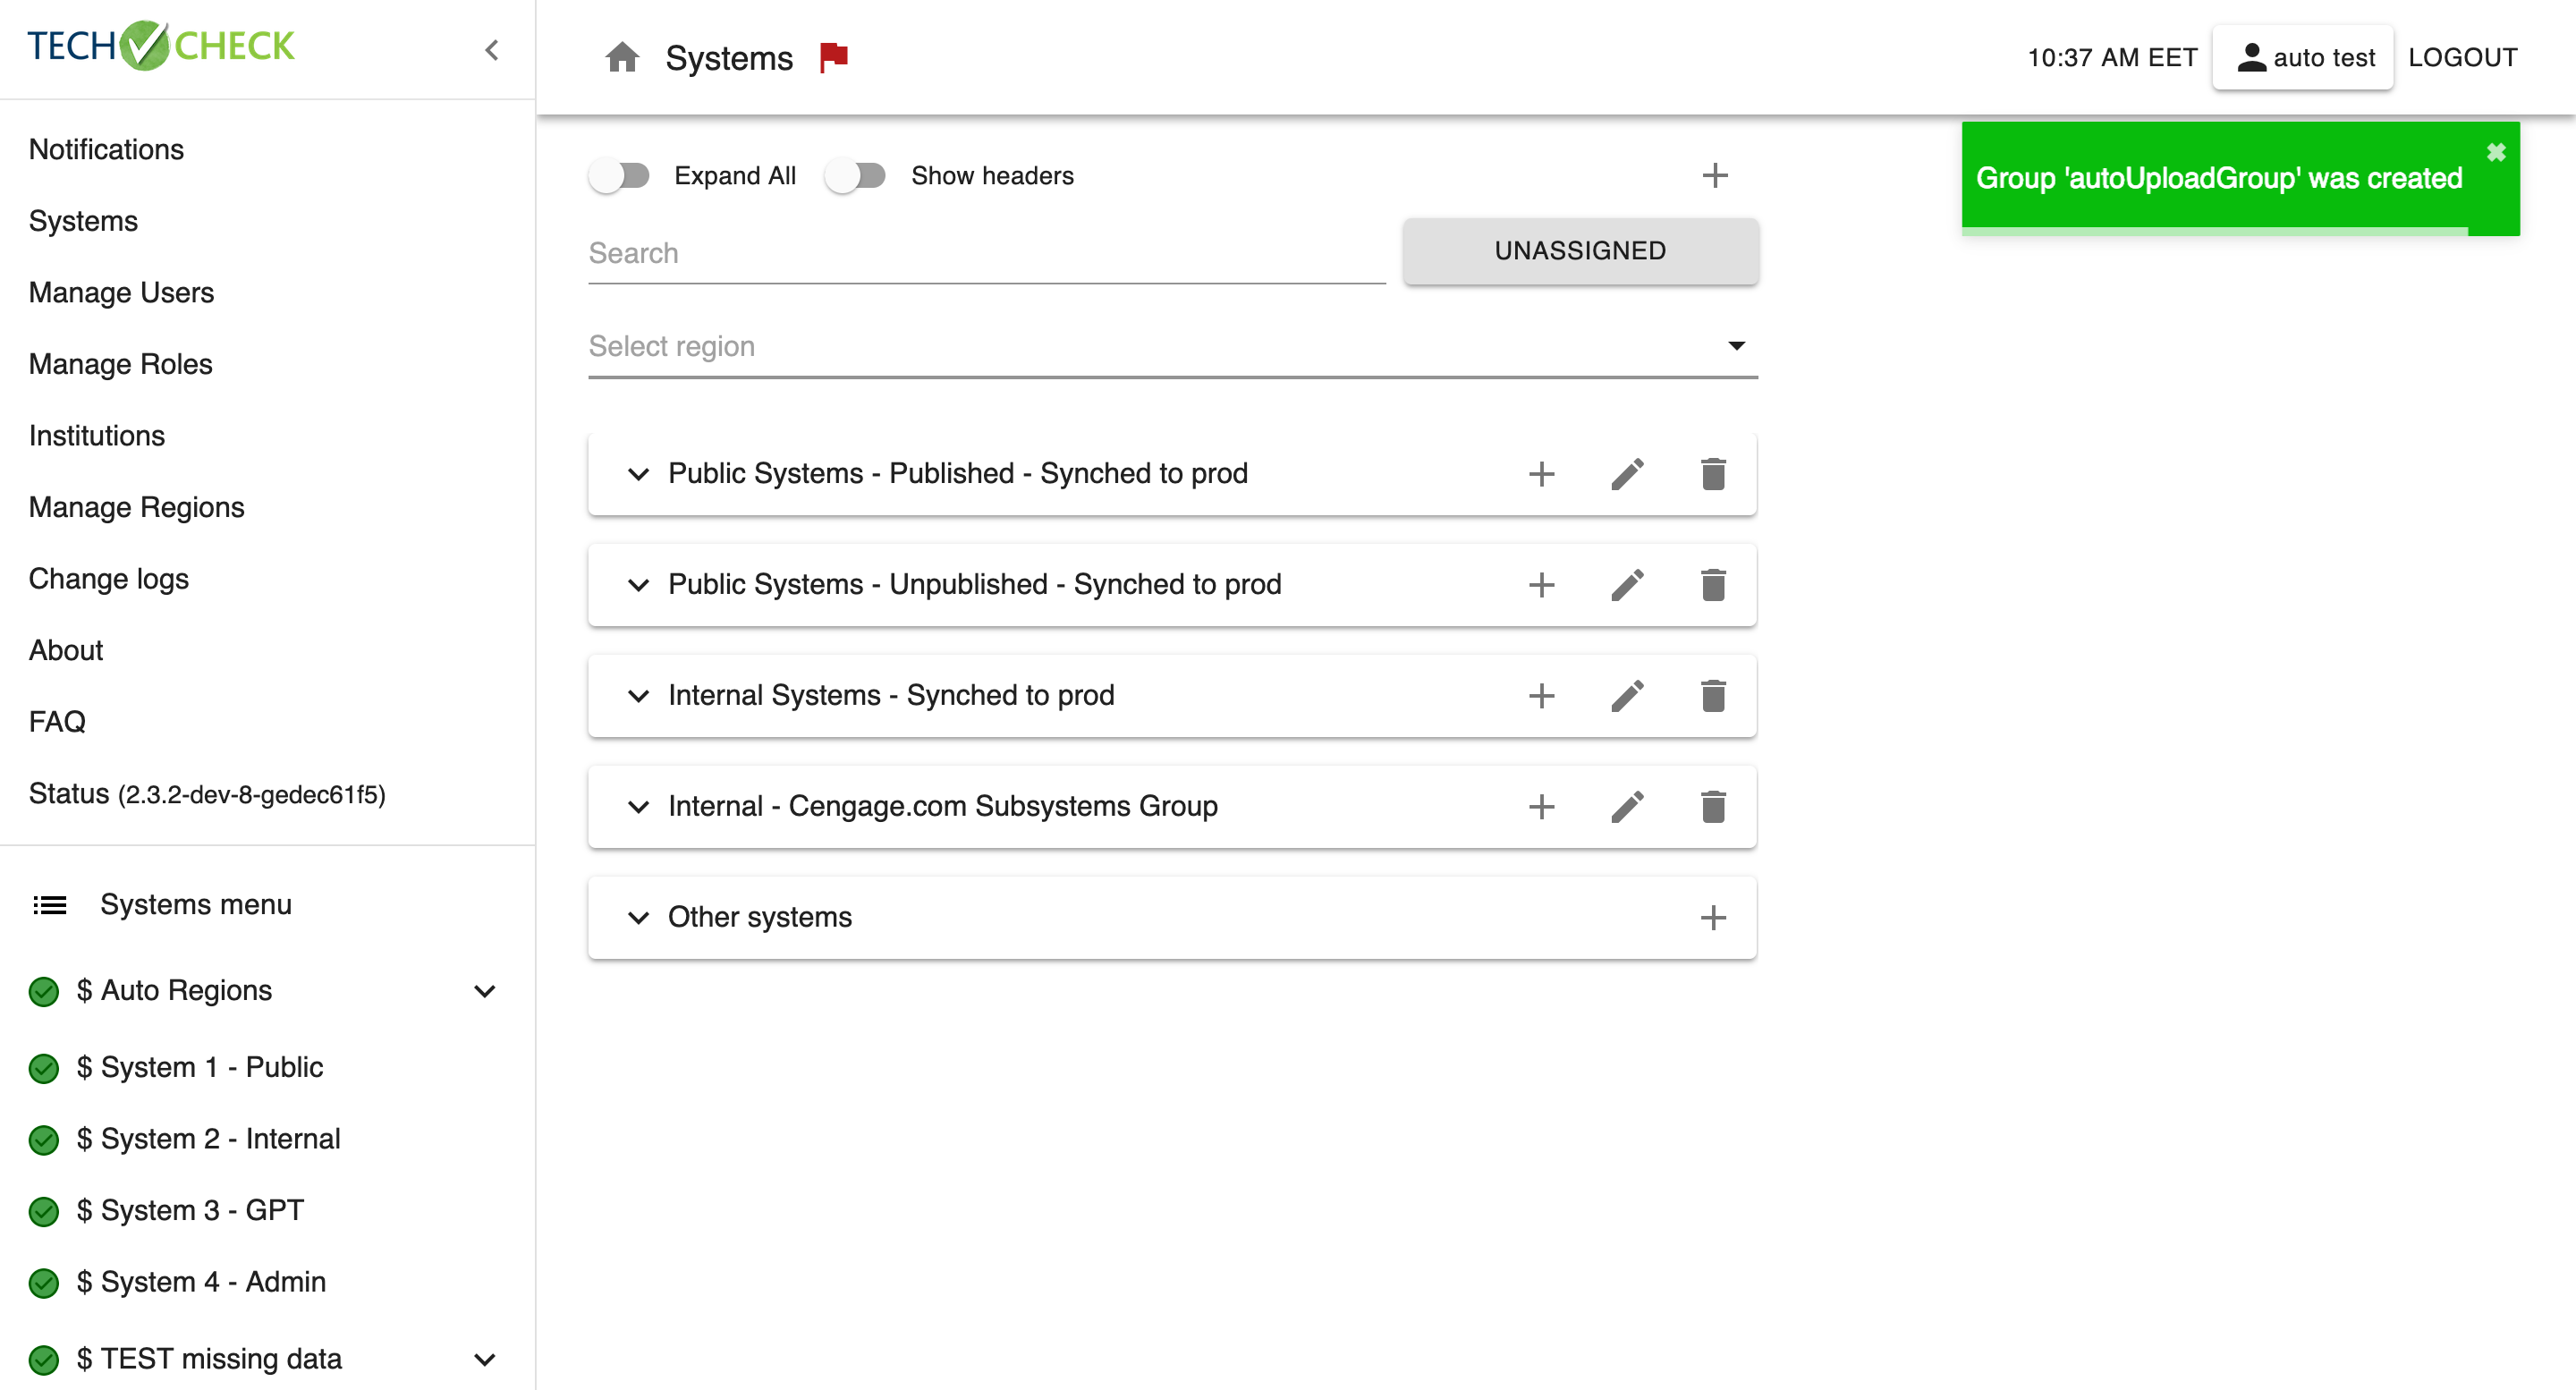 TECH CHECK
Notifications
Systems
Manage Users
Manage Roles
Institutions
Manage Regions
Change logs
About
FAQ
Status (2.3.2-dev-8-gedec61f5)
Systems menu
$ Auto Regions
$ System 1 - Public
$ System 2 - Internal
$ System 3 - GPT
$ System 4 - Admin
$ TEST missing data
Systems
10:37 AM EET
auto test
LOGOUT
Expand All
Show headers
Search
UNASSIGNED
Select region
Public Systems - Published - Synched to prod
Public Systems - Unpublished - Synched to prod
Internal Systems - Synched to prod
Internal - Cengage.com Subsystems Group
Other systems
Group 'autoUploadGroup' was created